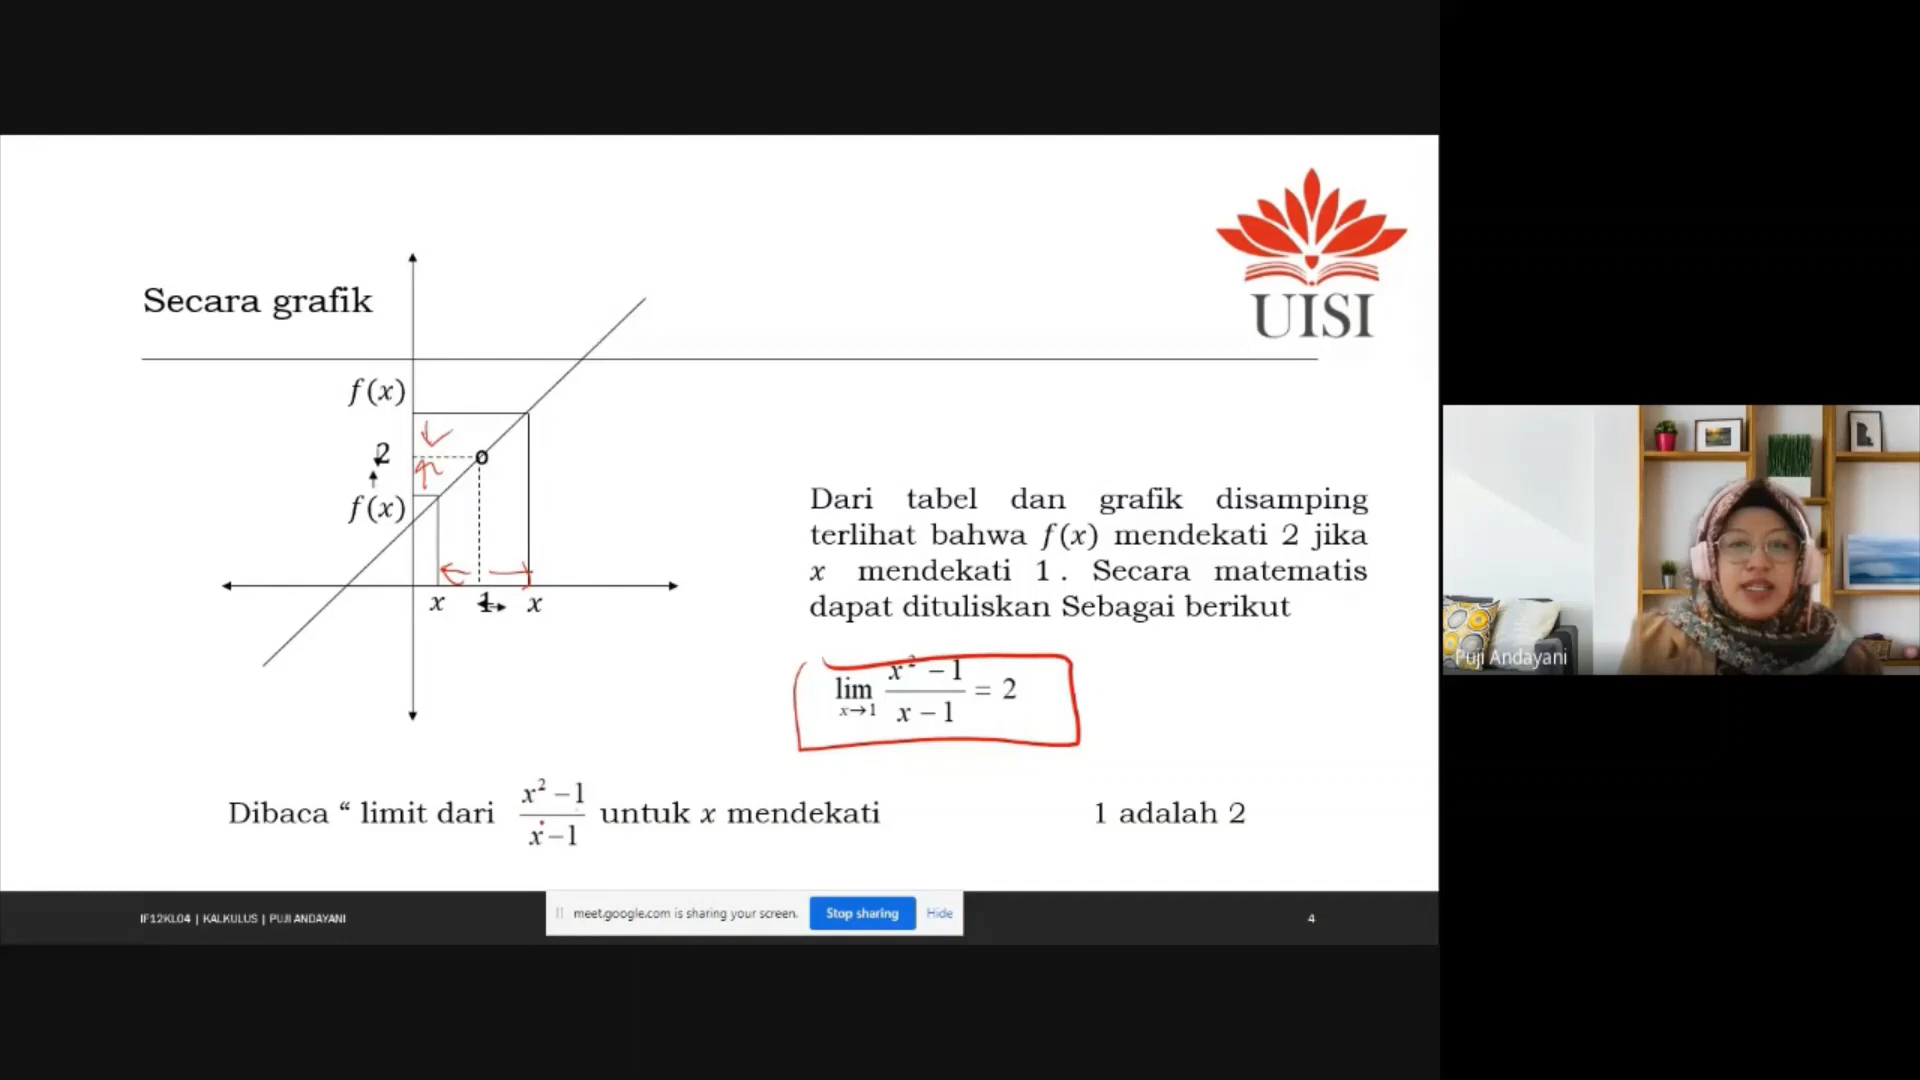 UISI
Secara grafik
f(x)
2
f(x)
x 1 x
Dari tabel dan grafik disamping
terlihat bahwa f(x) mendekati 2 jika
x mendekati 1 . Secara matematis
dapat dituliskan Sebagai berikut
lim x→1 (x² − 1)/(x − 1) = 2
Dibaca “ limit dari (x² − 1)/(x − 1) untuk x mendekati 1 adalah 2
IF12KL04 | KALKULUS | PUJI ANDAYANI
meet.google.com is sharing your screen. Stop sharing Hide
4
Puji Andayani